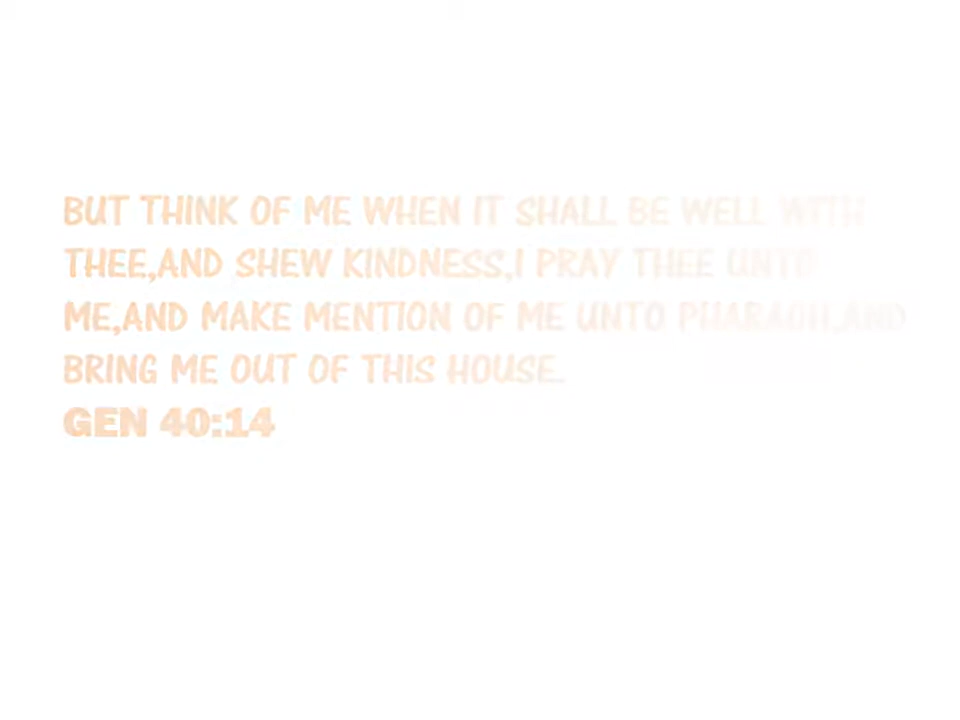 BUT THINK OF ME WHEN IT SHALL BE WELL WITH
THEE,AND SHEW KINDNESS,I PRAY THEE UNTO
ME,AND MAKE MENTION OF ME UNTO PHARAOH,AND
BRING ME OUT OF THIS HOUSE.
GEN 40:14